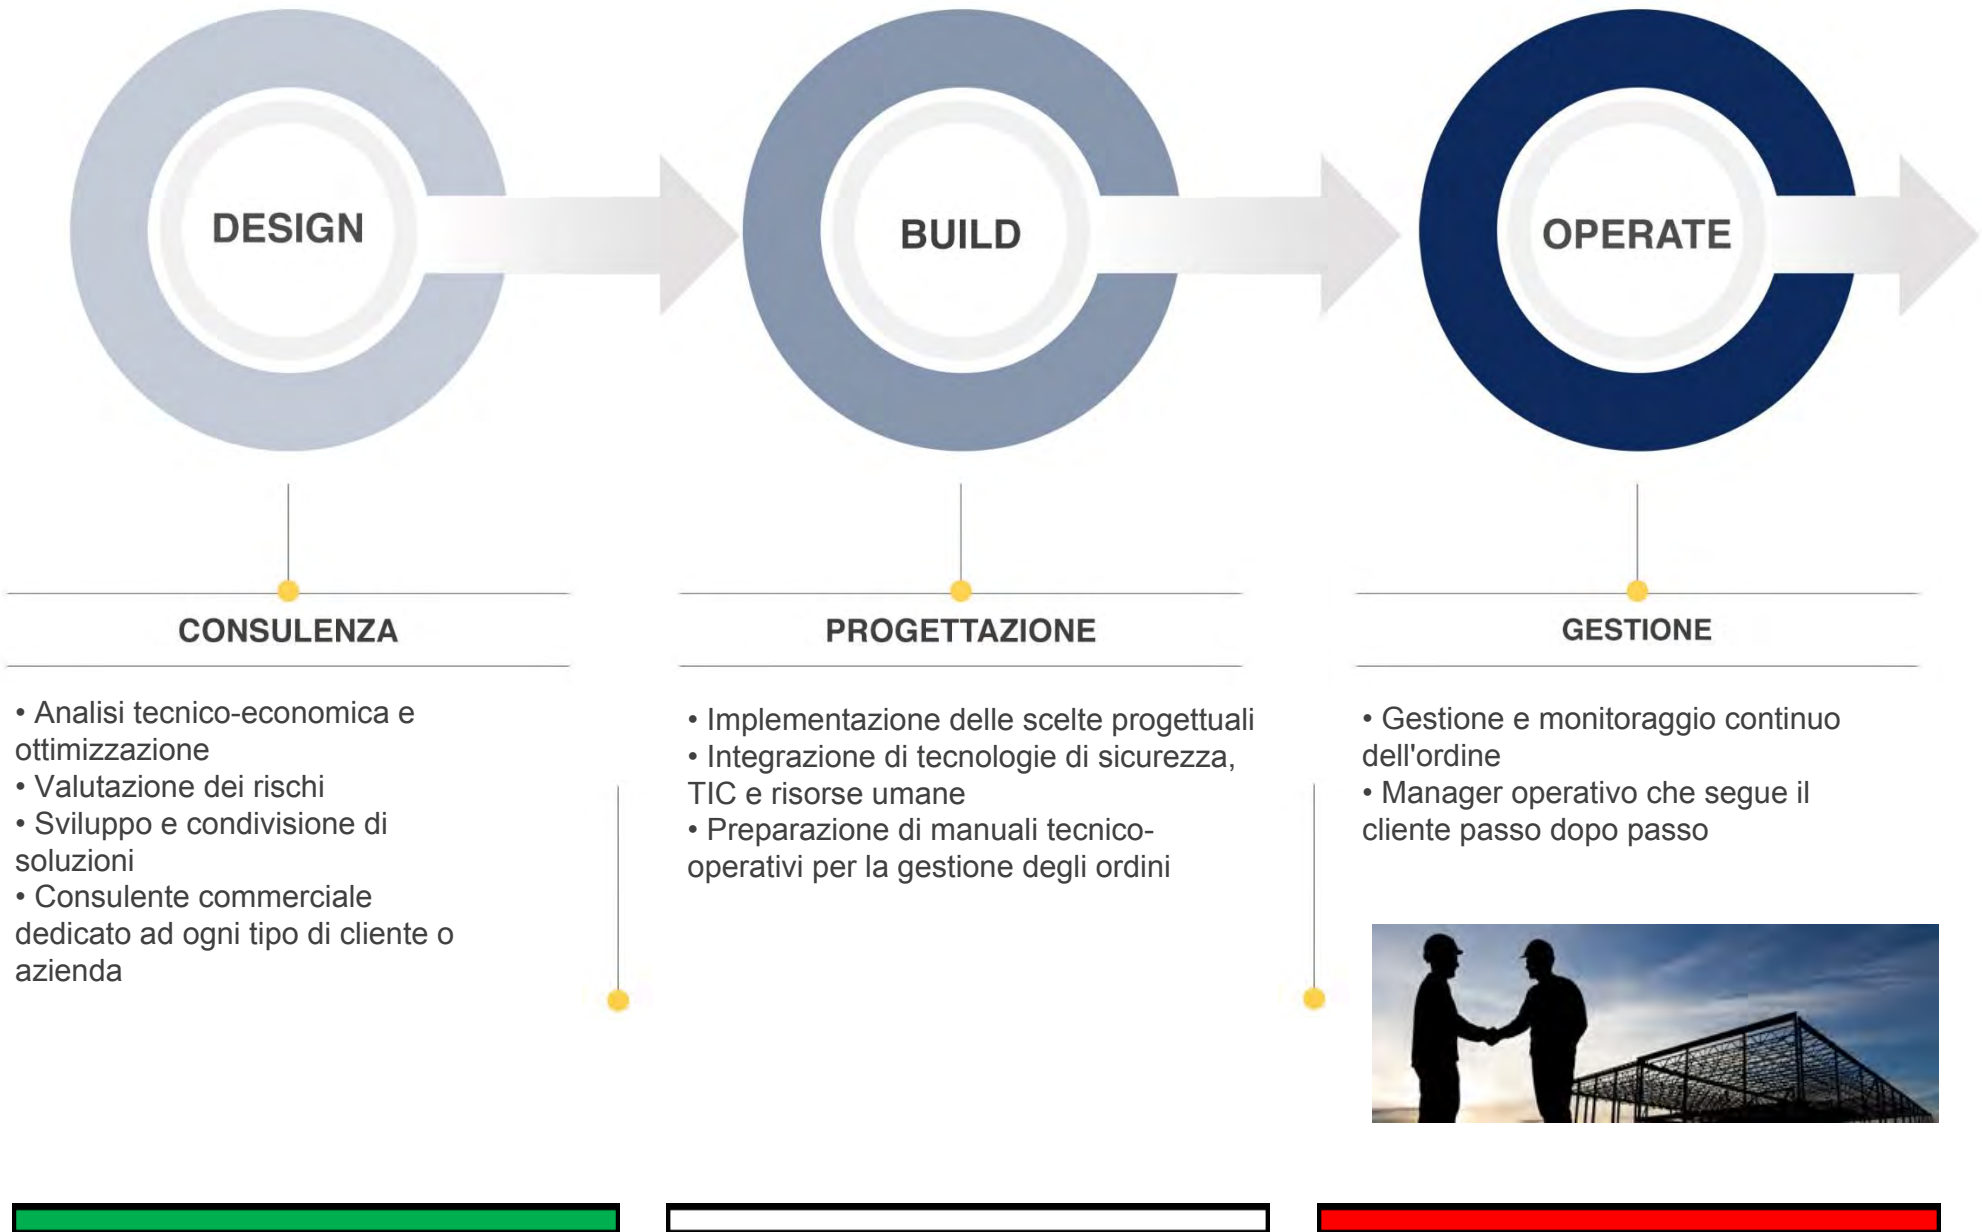 DESIGN
BUILD
OPERATE
CONSULENZA
• Analisi tecnico-economica e
ottimizzazione
• Valutazione dei rischi
• Sviluppo e condivisione di
soluzioni
• Consulente commerciale
dedicato ad ogni tipo di cliente o
azienda
PROGETTAZIONE
• Implementazione delle scelte progettuali
• Integrazione di tecnologie di sicurezza,
TIC e risorse umane
• Preparazione di manuali tecnico-
operativi per la gestione degli ordini
GESTIONE
• Gestione e monitoraggio continuo
dell'ordine
• Manager operativo che segue il
cliente passo dopo passo